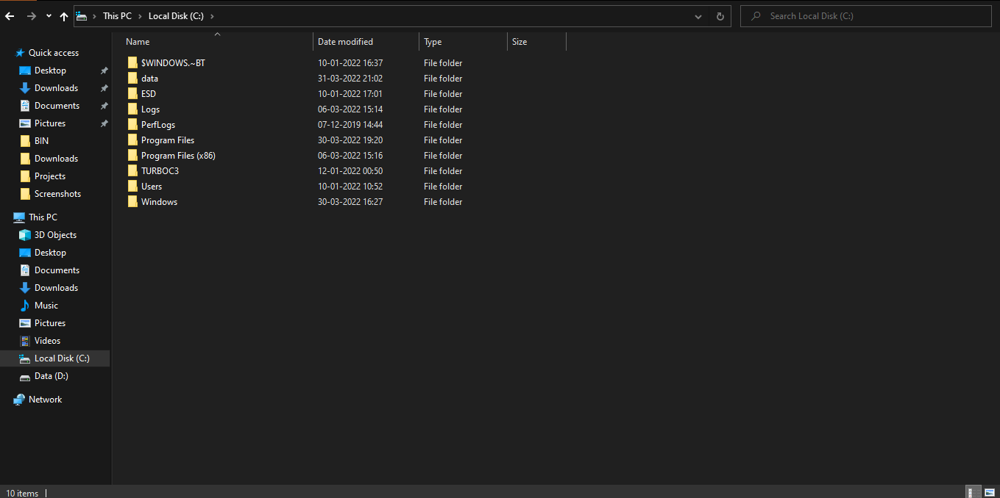 This PC Local Disk (C:) Search Local Disk (C:)
Name Date modified Type Size
Quick access
Desktop
Downloads
Documents
Pictures
BIN
Downloads
Projects
Screenshots
This PC
3D Objects
Desktop
Documents
Downloads
Music
Pictures
Videos
Local Disk (C:)
Data (D:)
Network
$WINDOWS.~BT 10-01-2022 16:37 File folder
data 31-03-2022 21:02 File folder
ESD 10-01-2022 17:01 File folder
Logs 06-03-2022 15:14 File folder
PerfLogs 07-12-2019 14:44 File folder
Program Files 30-03-2022 19:20 File folder
Program Files (x86) 06-03-2022 15:16 File folder
TURBOC3 12-01-2022 00:50 File folder
Users 10-01-2022 10:52 File folder
Windows 30-03-2022 16:27 File folder
10 items